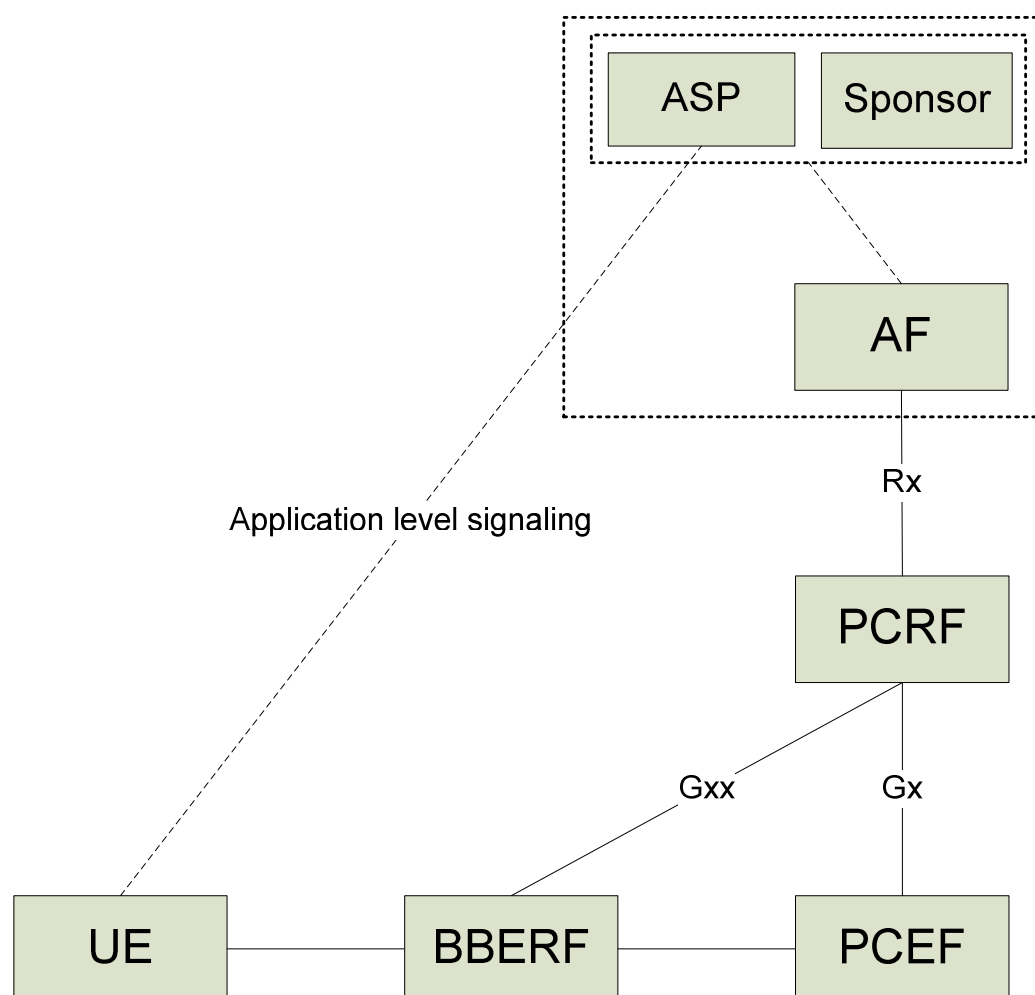 ASP
Sponsor
AF
Rx
Application level signaling
PCRF
Gxx
Gx
UE
BBERF
PCEF